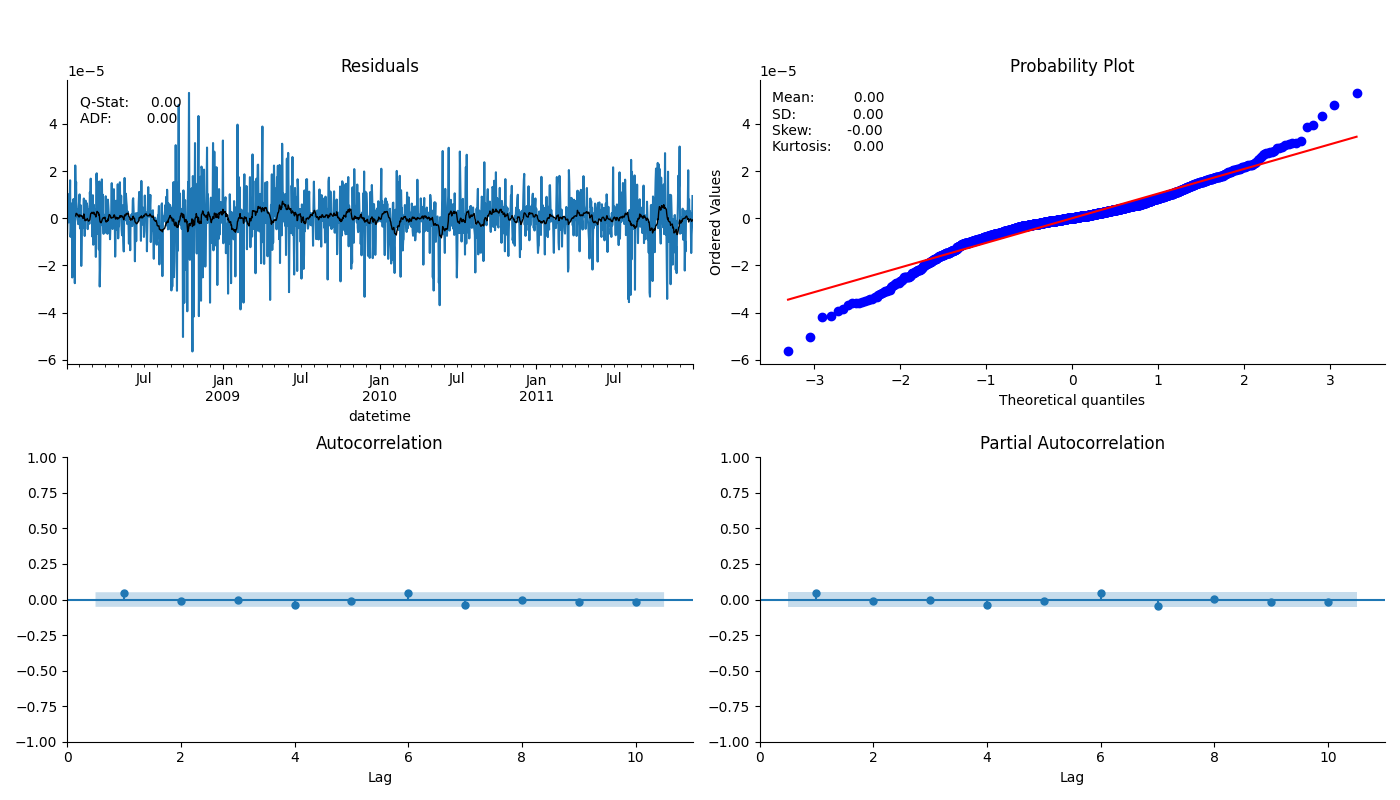 Residuals
1e−5
Q-Stat: 0.00
ADF: 0.00
4
2
0
−2
−4
−6
Jul
Jan
2009
Jul
Jan
2010
Jul
Jan
2011
Jul
datetime
Probability Plot
1e−5
Mean: 0.00
SD: 0.00
Skew: -0.00
Kurtosis: 0.00
Ordered Values
4
2
0
−2
−4
−6
−3
−2
−1
0
1
2
3
Theoretical quantiles
Autocorrelation
1.00
0.75
0.50
0.25
0.00
−0.25
−0.50
−0.75
−1.00
0
2
4
6
8
10
Lag
Partial Autocorrelation
1.00
0.75
0.50
0.25
0.00
−0.25
−0.50
−0.75
−1.00
0
2
4
6
8
10
Lag